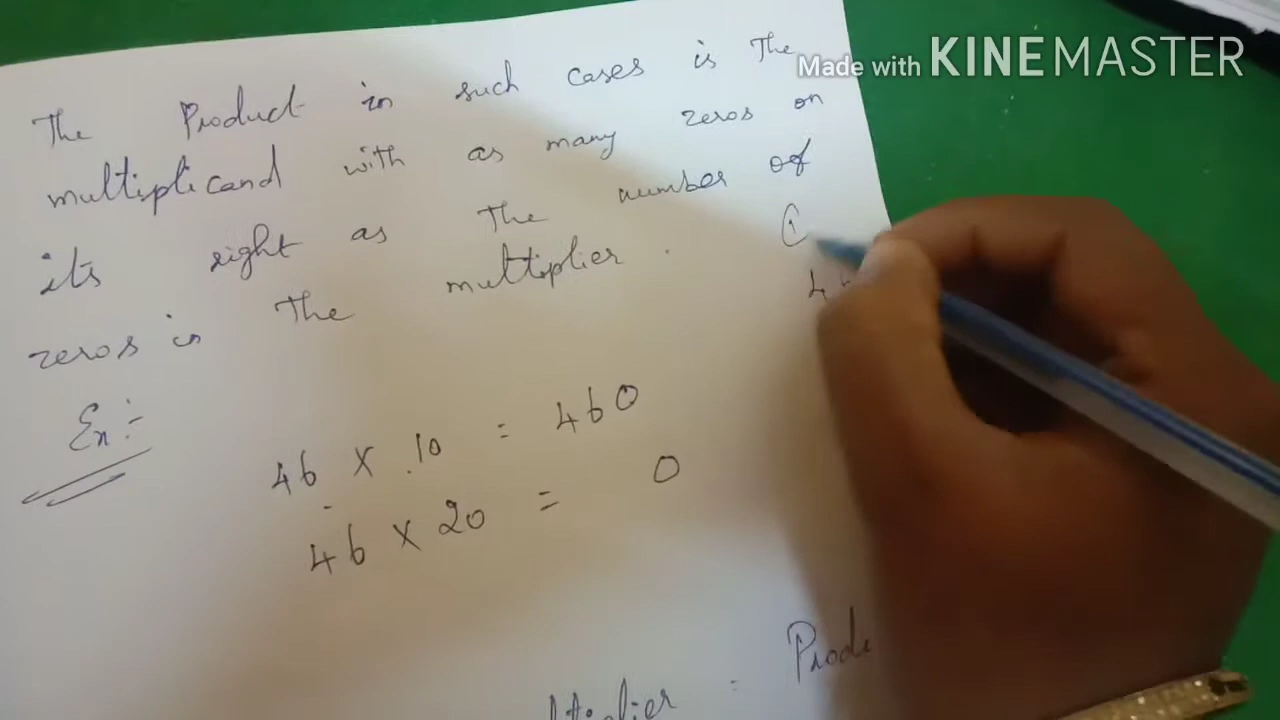 Made with KINEMASTER
The Product in such cases is The
multiplicand with as many zeros on
its right as The number of
zeros in The multiplier.
Ex :-
46 X 10 = 460
46 X 20 = 0